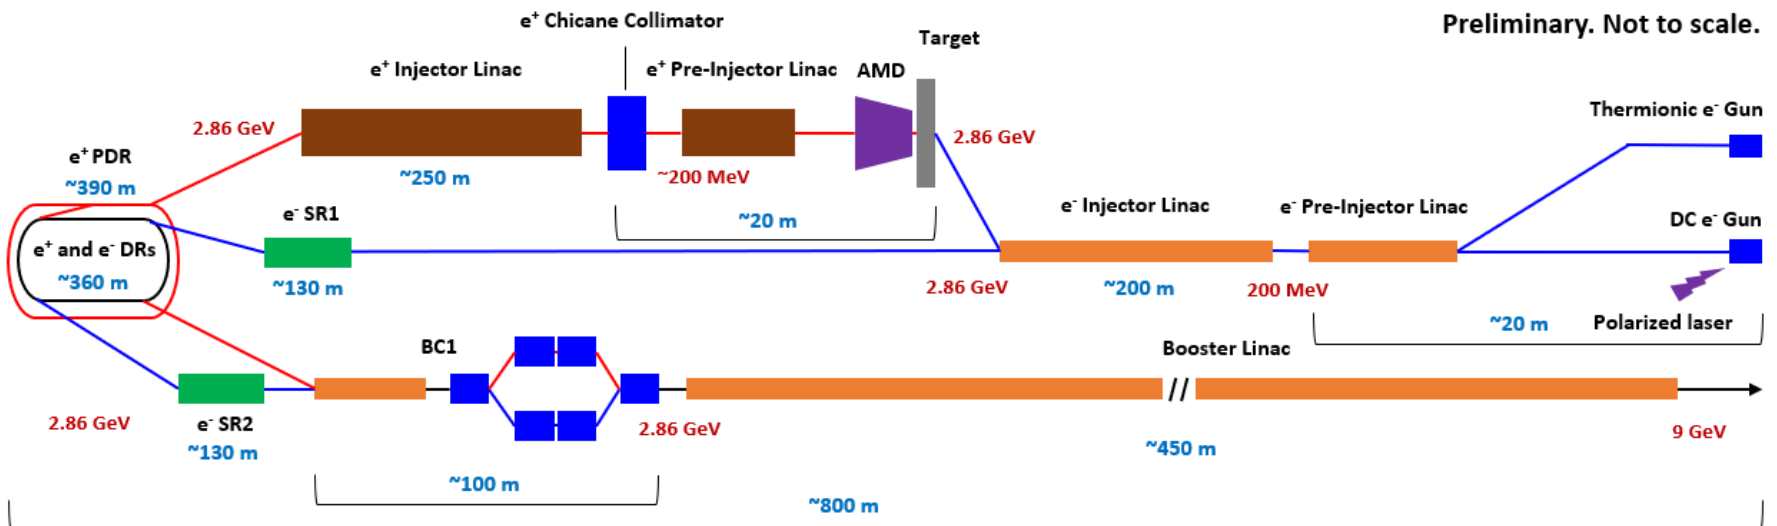 Preliminary. Not to scale.
e⁺ Chicane Collimator
Target
e⁺ Injector Linac
e⁺ Pre-Injector Linac
AMD
Thermionic e⁻ Gun
2.86 GeV
2.86 GeV
e⁺ PDR
~390 m
~250 m
~200 MeV
e⁻ SR1
~20 m
e⁻ Injector Linac
e⁻ Pre-Injector Linac
DC e⁻ Gun
e⁺ and e⁻ DRs
~360 m
~130 m
2.86 GeV
~200 m
200 MeV
~20 m
Polarized laser
BC1
Booster Linac
2.86 GeV
e⁻ SR2
~130 m
2.86 GeV
~450 m
9 GeV
~100 m
~800 m